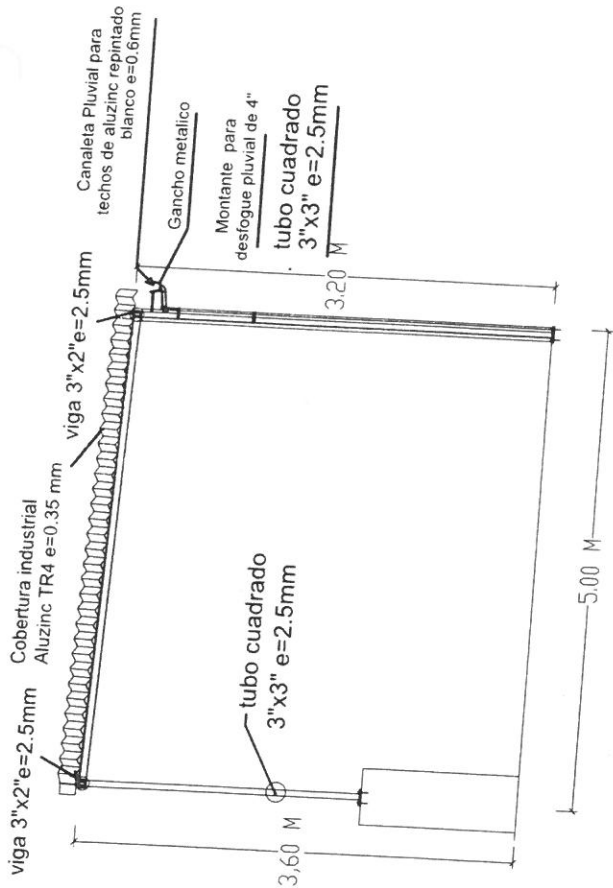 Canaleta Pluvial para
techos de aluzinc repintado
blanco e=0.6mm
Gancho metalico
Montante para
desfogue pluvial de 4"
tubo cuadrado
3"x3" e=2.5mm
3.20 M
viga 3"x2"e=2.5mm
Cobertura industrial
Aluzinc TR4 e=0.35 mm
viga 3"x2"e=2.5mm
tubo cuadrado
3"x3" e=2.5mm
3,60 M
5.00 M